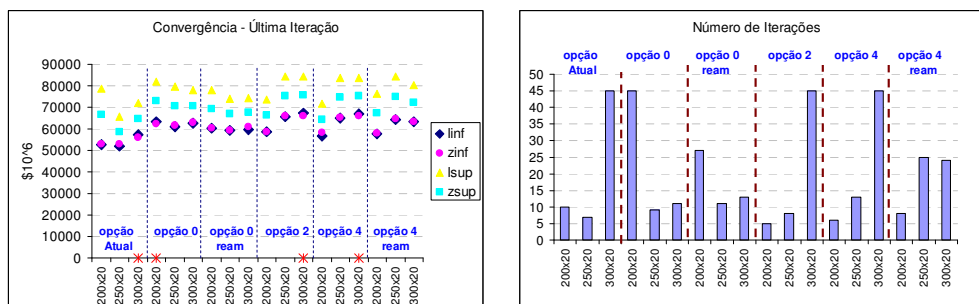 Convergência - Última Iteração
90000
80000
70000
60000
50000
40000
30000
20000
10000
0
$10^6
opção Atual
opção 0
opção 0 ream
opção 2
opção 4
opção 4 ream
200x20
250x20
300x20
200x20
250x20
300x20
200x20
250x20
300x20
200x20
250x20
300x20
200x20
250x20
300x20
200x20
250x20
300x20
linf
zinf
lsup
zsup
Número de Iterações
opção Atual
opção 0
opção 0 ream
opção 2
opção 4
opção 4 ream
50
45
40
35
30
25
20
15
10
5
0
200x20
250x20
300x20
200x20
250x20
300x20
200x20
250x20
300x20
200x20
250x20
300x20
200x20
250x20
300x20
200x20
250x20
300x20